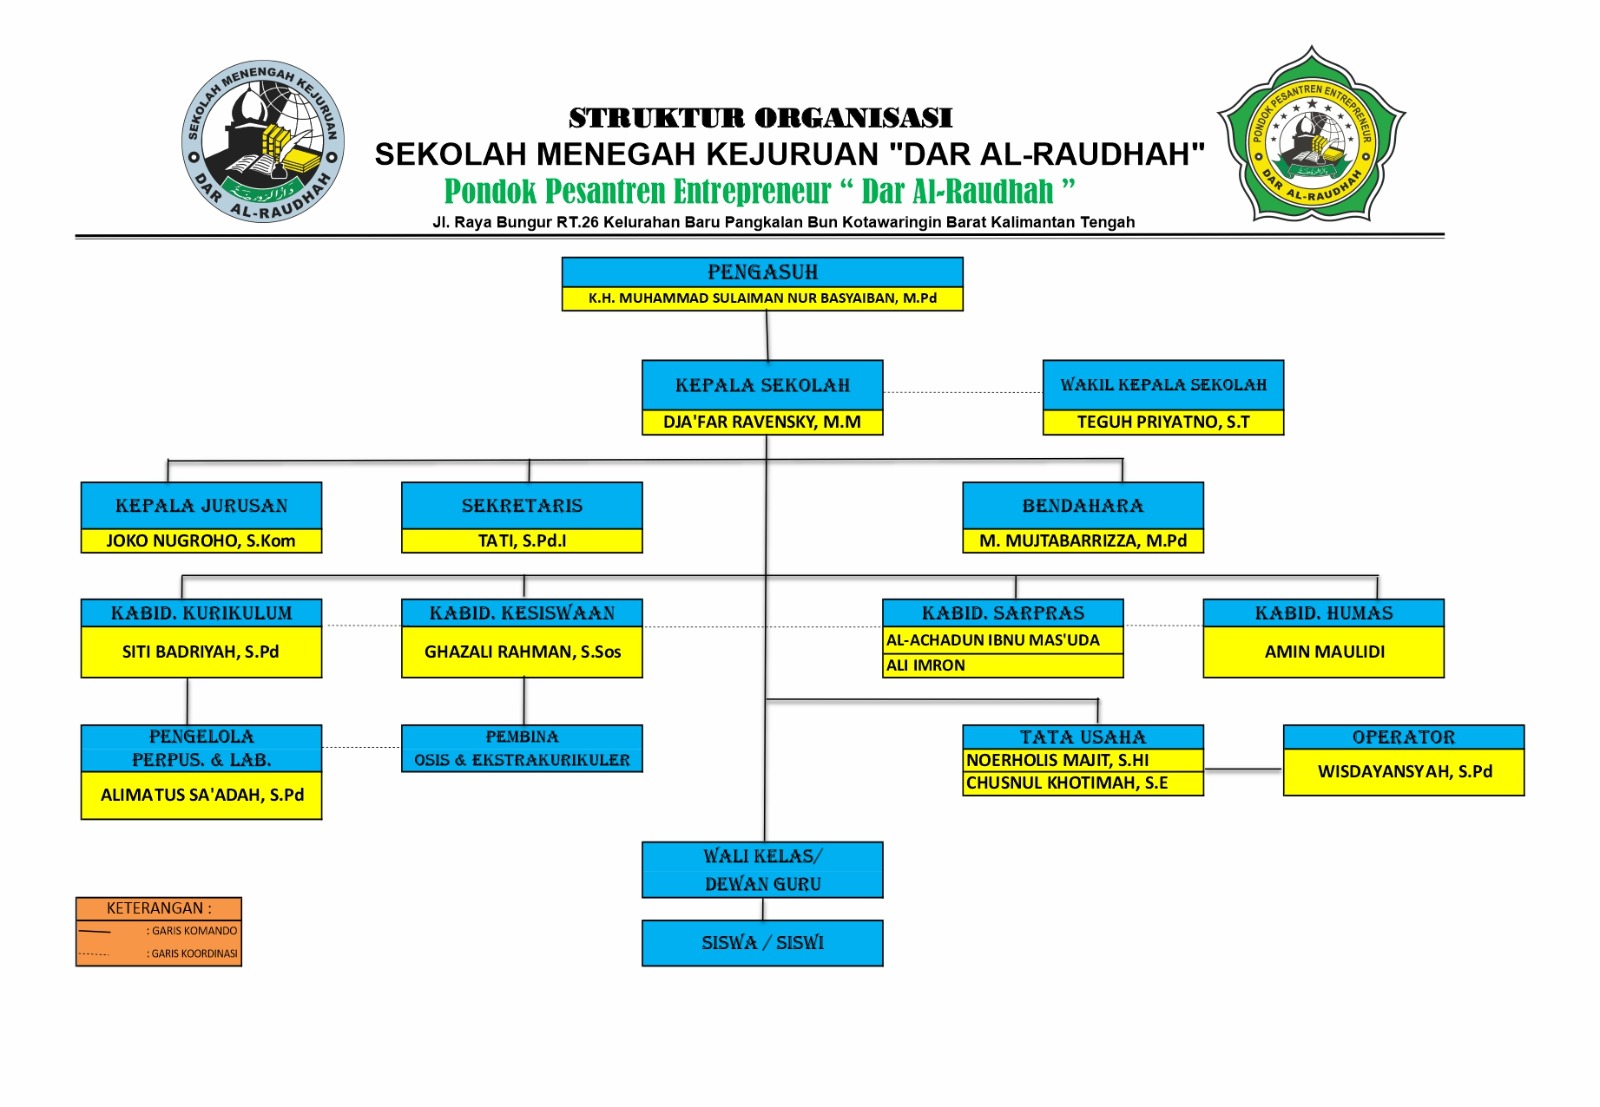 SEKOLAH MENENGAH KEJURUAN
DAR AL-RAUDHAH
PONDOK PESANTREN ENTREPRENEUR
DAR AL-RAUDHAH
STRUKTUR ORGANISASI
SEKOLAH MENEGAH KEJURUAN "DAR AL-RAUDHAH"
Pondok Pesantren Entrepreneur “ Dar Al-Raudhah ”
Jl. Raya Bungur RT.26 Kelurahan Baru Pangkalan Bun Kotawaringin Barat Kalimantan Tengah
PENGASUH
K.H. MUHAMMAD SULAIMAN NUR BASYAIBAN, M.Pd
KEPALA SEKOLAH
DJA'FAR RAVENSKY, M.M
WAKIL KEPALA SEKOLAH
TEGUH PRIYATNO, S.T
KEPALA JURUSAN
JOKO NUGROHO, S.Kom
SEKRETARIS
TATI, S.Pd.I
BENDAHARA
M. MUJTABARRIZZA, M.Pd
KABID. KURIKULUM
SITI BADRIYAH, S.Pd
KABID. KESISWAAN
GHAZALI RAHMAN, S.Sos
KABID. SARPRAS
AL-ACHADUN IBNU MAS'UDA
ALI IMRON
KABID. HUMAS
AMIN MAULIDI
PENGELOLA
PERPUS. & LAB.
ALIMATUS SA'ADAH, S.Pd
PEMBINA
OSIS & EKSTRAKURIKULER
TATA USAHA
NOERHOLIS MAJIT, S.HI
CHUSNUL KHOTIMAH, S.E
OPERATOR
WISDAYANSYAH, S.Pd
WALI KELAS/
DEWAN GURU
SISWA / SISWI
KETERANGAN :
: GARIS KOMANDO
: GARIS KOORDINASI